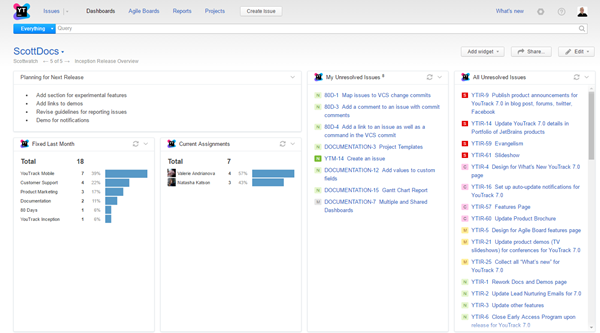 YT
Issues
Dashboards
Agile Boards
Reports
Projects
Create Issue
What's new
Everything
Query
ScottDocs
Scottwatch ← 5 of 5 → Inception Release Overview
Add widget
Share...
Edit
Planning for Next Release
Add section for experimental features
Add links to demos
Revise guidelines for reporting issues
Demo for notifications
Fixed Last Month
Total 18
YouTrack Mobile 7 39%
Customer Support 4 22%
Product Marketing 3 17%
Documentation 2 11%
80 Days 1 6%
YouTrack Inception 1 6%
Current Assignments
Total 7
Valerie Andrianova 4 57%
Natasha Katson 3 43%
My Unresolved Issues 8
N 80D-1 Map issues to VCS change commits
N 80D-3 Add a comment to an issue with commit
comments
N 80D-4 Add a link to an issue as well as a
command in the VCS commit
N DOCUMENTATION-3 Project Templates
N YTM-14 Create an Issue
N DOCUMENTATION-12 Add values to custom
fields
N DOCUMENTATION-15 Gantt Chart Report
M DOCUMENTATION-7 Multiple and Shared
Dashboards
All Unresolved Issues
S YTIR-9 Publish product announcements for
YouTrack 7.0 in blog post, forums, twitter,
Facebook
S YTIR-14 Update YouTrack 7.0 details in
Portfolio of JetBrains products
S YTIR-59 Evangelism
S YTIR-61 Slideshow
C YTIR-4 Design for What's New YouTrack 7.0
page
C YTIR-16 Set up auto-update notifications for
YouTrack 7.0
C YTIR-57 Features Page
C YTIR-60 Update Product Brochure
M YTIR-5 Design for Agile Board features page
M YTIR-21 Update product demos (TV
slideshows) for conferences for YouTrack 7.0
M YTIR-25 Collect all "What's new" for
YouTrack 7.0
N YTIR-1 Rework Docs and Demos page
N YTIR-2 Update Lead Nurturing Emails for 7.0
N YTIR-3 Update other features
N YTIR-6 Close Early Access Program upon
release for YouTrack 7.0